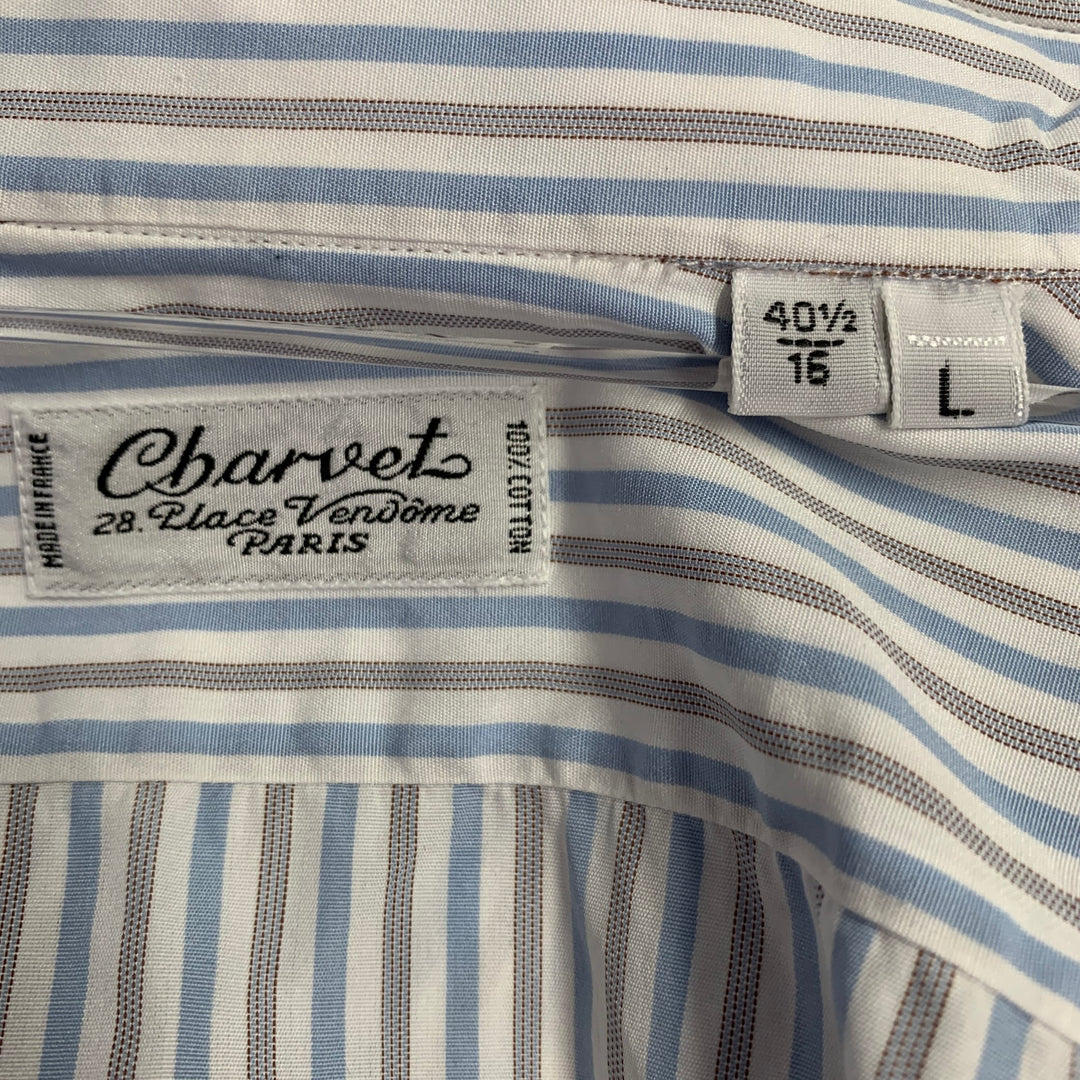 40½
16
L
MADE IN FRANCE
Charvet
28. Place Vendôme
PARIS
100% COTTON